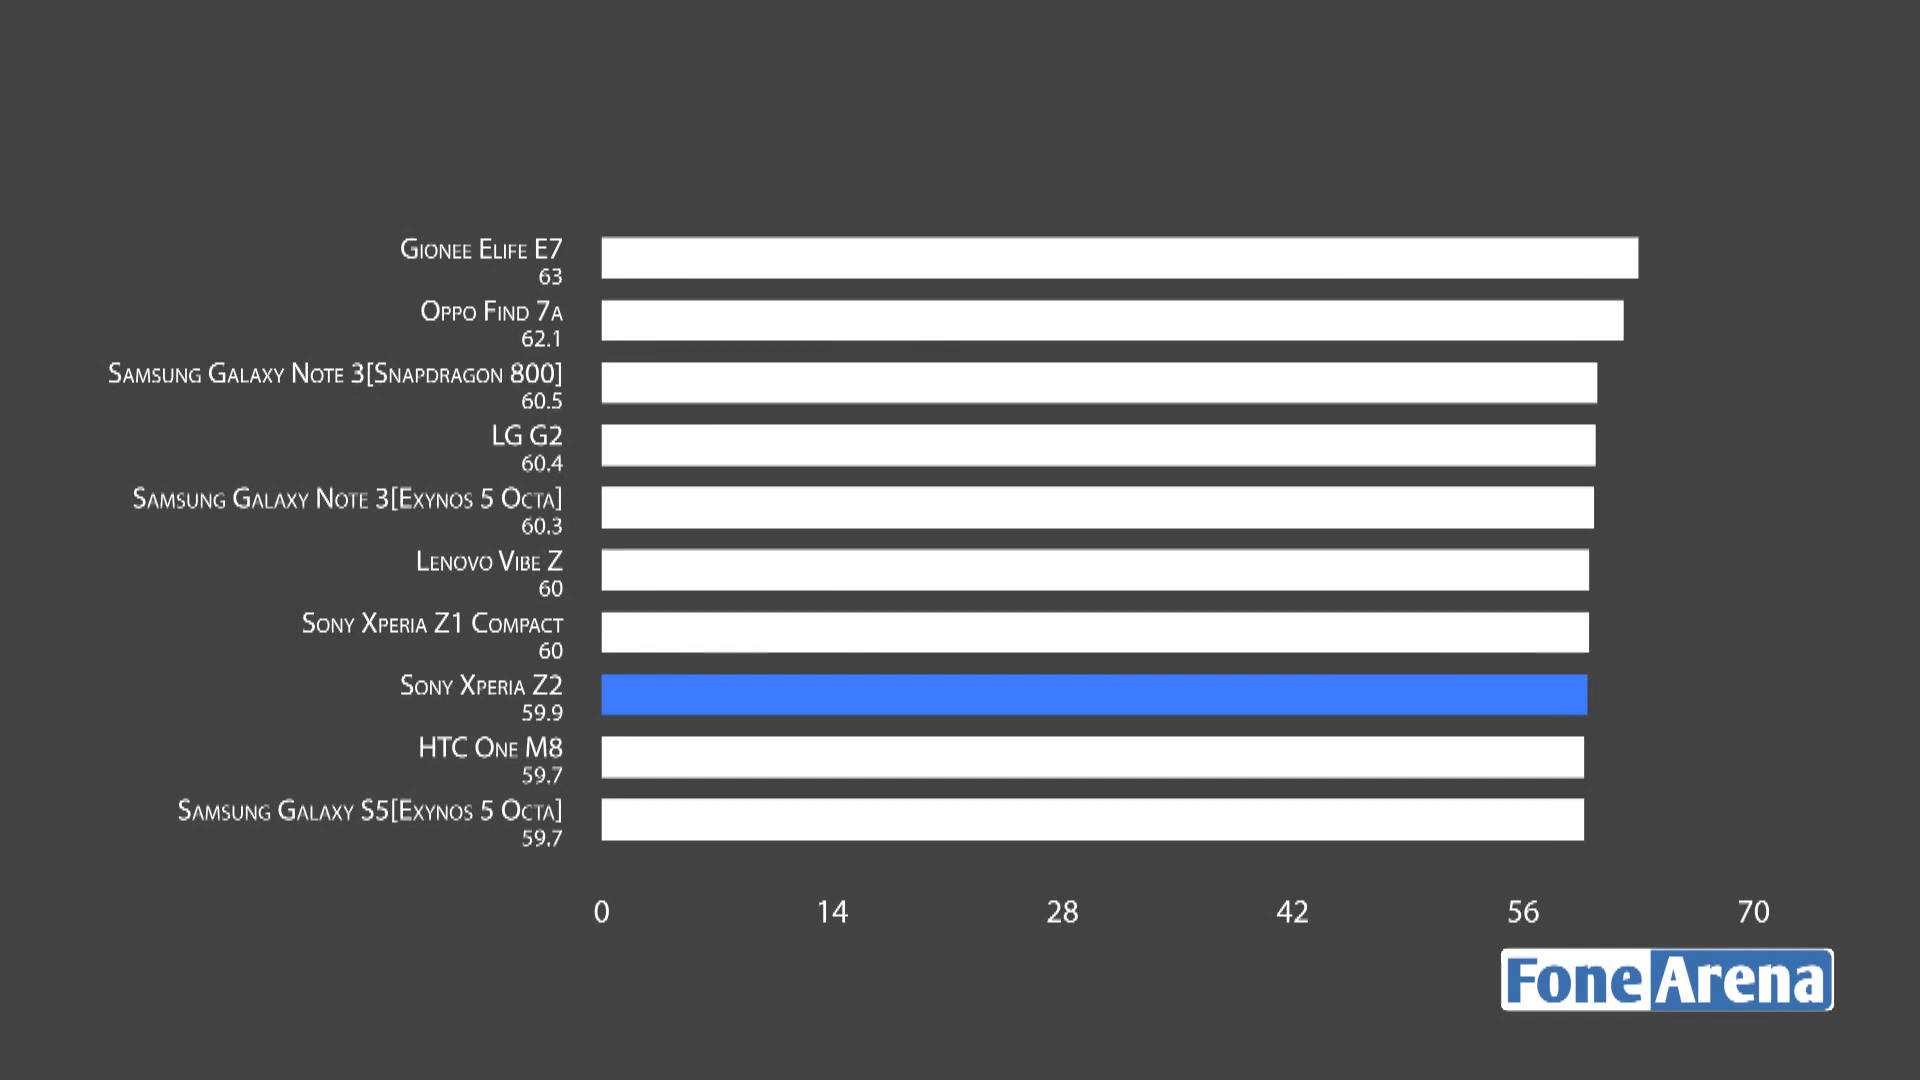 Gionee Elife E7
63
Oppo Find 7a
62.1
Samsung Galaxy Note 3[Snapdragon 800]
60.5
LG G2
60.4
Samsung Galaxy Note 3[Exynos 5 Octa]
60.3
Lenovo Vibe Z
60
Sony Xperia Z1 Compact
60
Sony Xperia Z2
59.9
HTC One M8
59.7
Samsung Galaxy S5[Exynos 5 Octa]
59.7
0 14 28 42 56 70
FoneArena